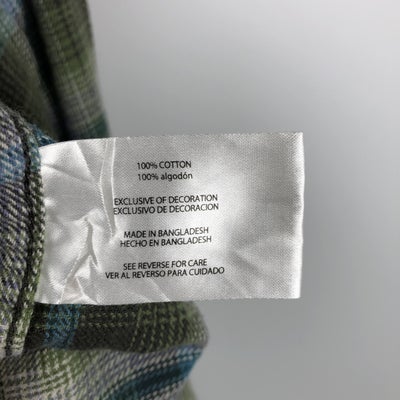 100% COTTON
100% algodón
EXCLUSIVE OF DECORATION
EXCLUSIVO DE DECORACION
MADE IN BANGLADESH
HECHO EN BANGLADESH
SEE REVERSE FOR CARE
VER AL REVERSO PARA CUIDADO